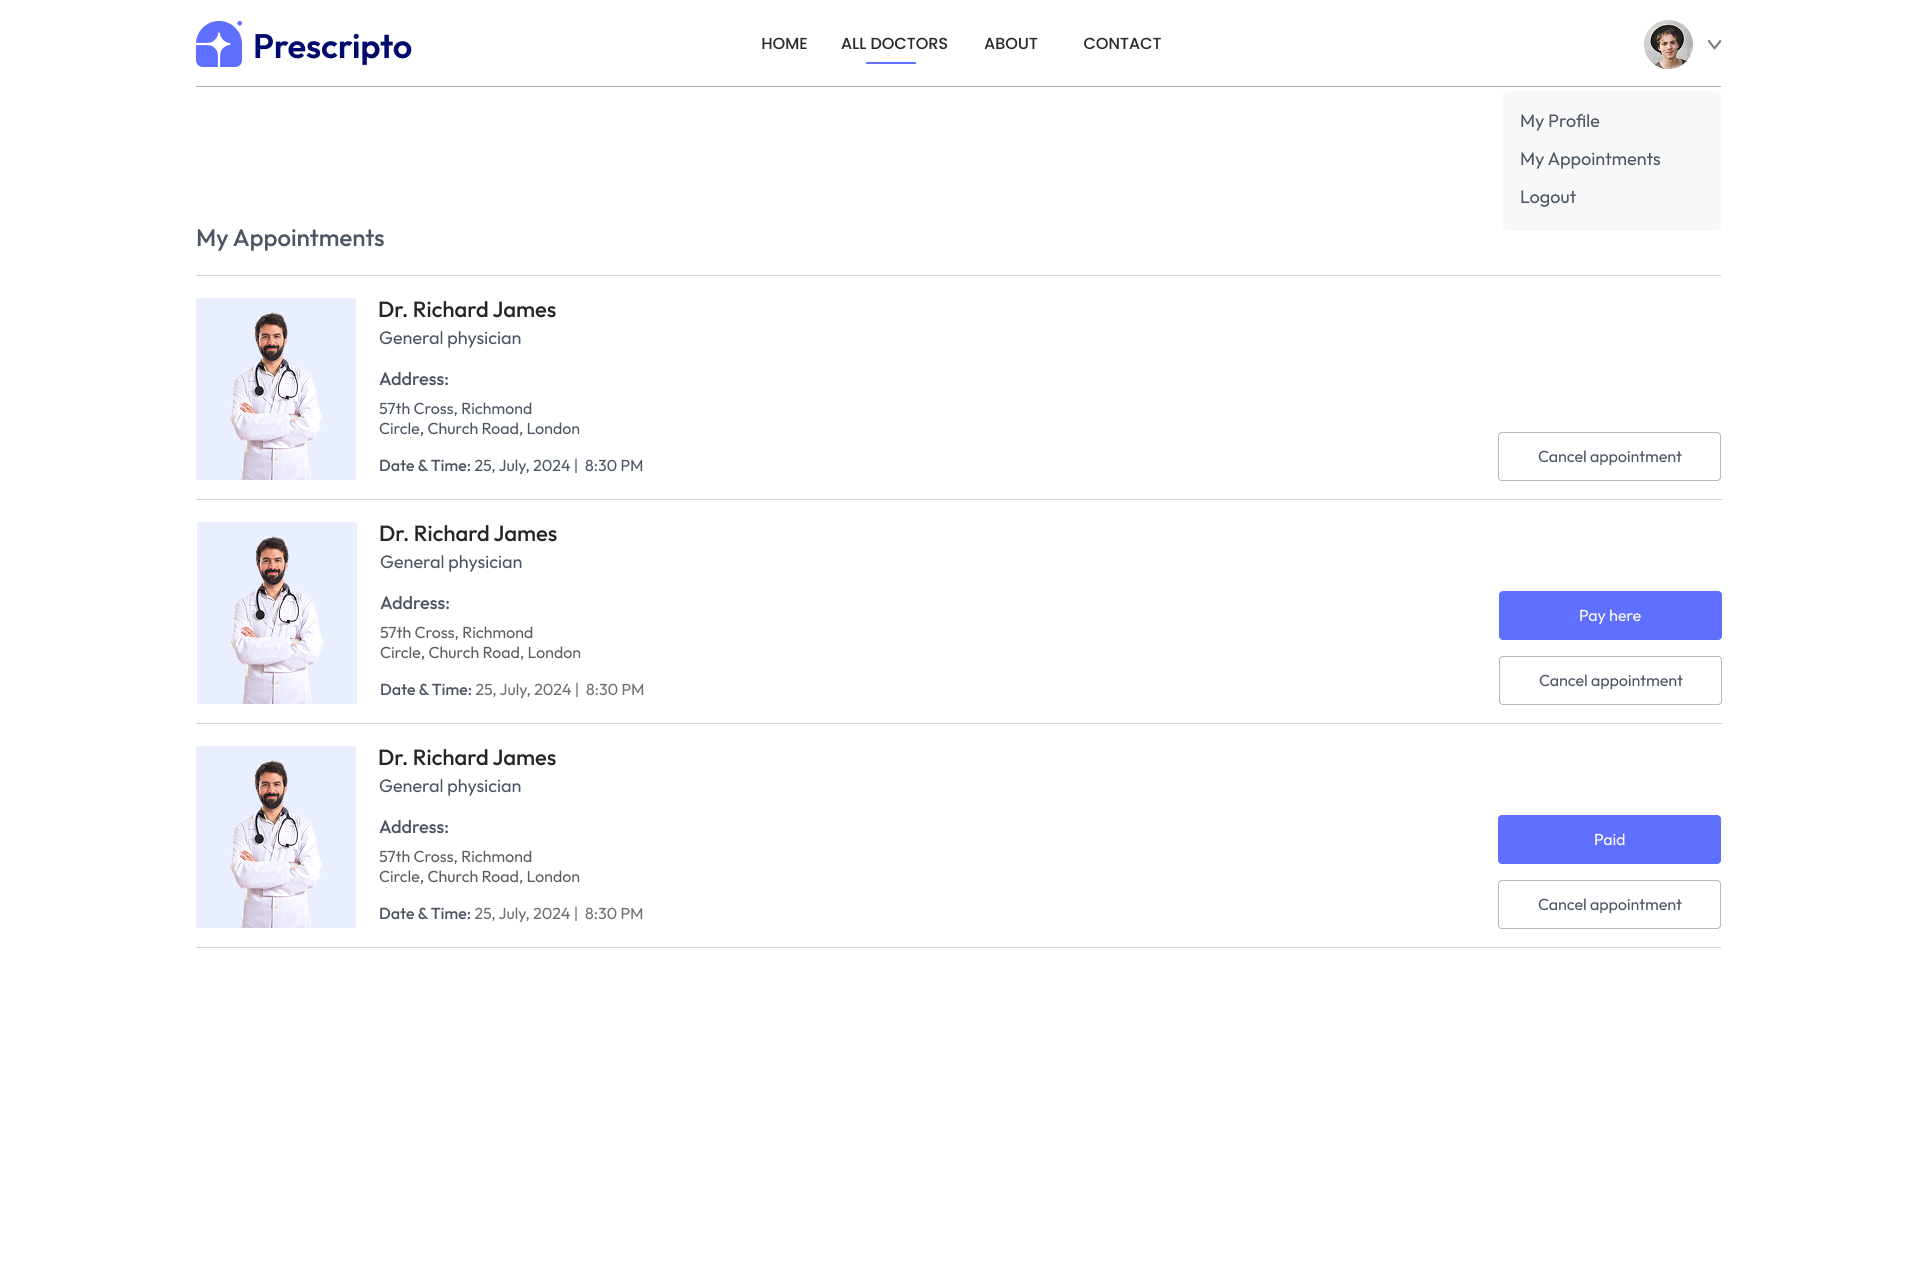 Prescripto
HOME
ALL DOCTORS
ABOUT
CONTACT
My Profile
My Appointments
Logout
My Appointments
Dr. Richard James
General physician
Address:
57th Cross, Richmond
Circle, Church Road, London
Date & Time: 25, July, 2024 | 8:30 PM
Cancel appointment
Dr. Richard James
General physician
Address:
57th Cross, Richmond
Circle, Church Road, London
Date & Time: 25, July, 2024 | 8:30 PM
Pay here
Cancel appointment
Dr. Richard James
General physician
Address:
57th Cross, Richmond
Circle, Church Road, London
Date & Time: 25, July, 2024 | 8:30 PM
Paid
Cancel appointment